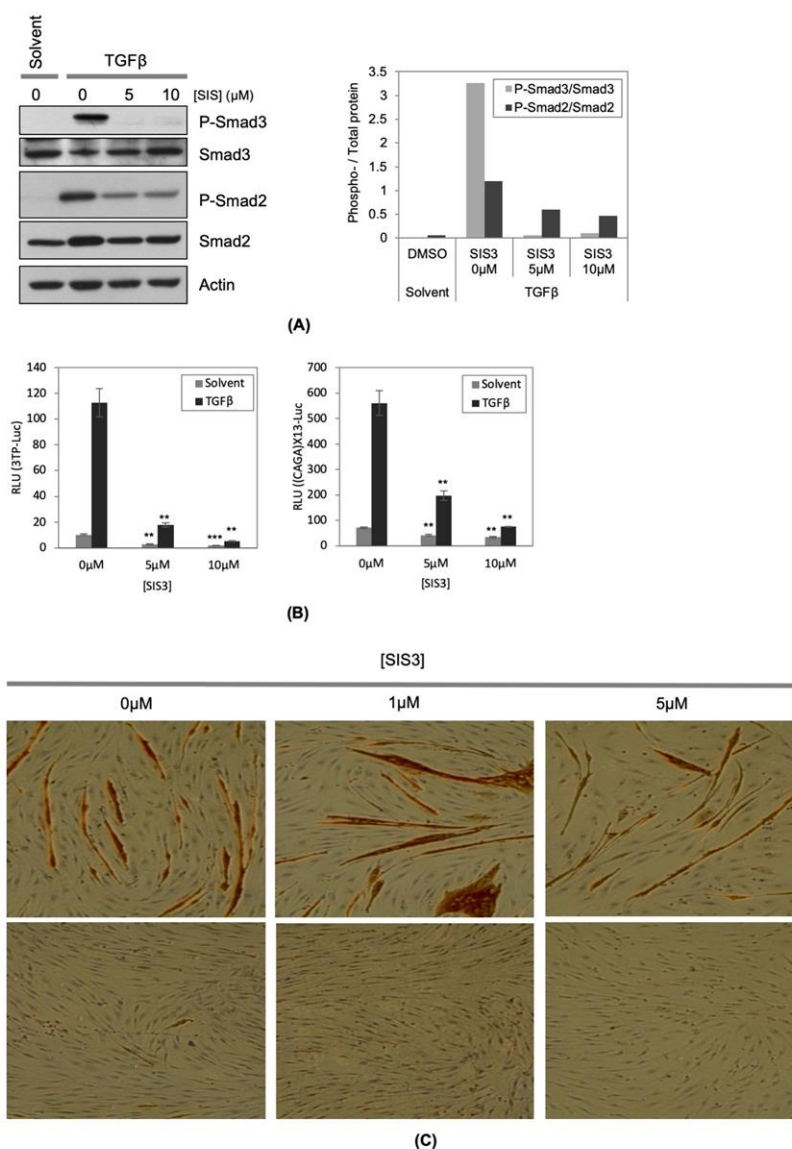 Solvent
TGFβ
[SIS] (μM)
0 0 5 10
P-Smad3
Smad3
P-Smad2
Smad2
Actin
Phospho- / Total protein
3.5
3
2.5
2
1.5
1
0.5
0
P-Smad3/Smad3
P-Smad2/Smad2
DMSO SIS3 SIS3 SIS3
0μM 5μM 10μM
Solvent TGFβ
(A)
RLU (3TP-Luc)
140
120
100
80
60
40
20
0
Solvent
TGFβ
** ** *** **
0μM 5μM 10μM
[SIS3]
RLU ((CAGA)X13-Luc
700
600
500
400
300
200
100
0
Solvent
TGFβ
** ** ** **
0μM 5μM 10μM
[SIS3]
(B)
[SIS3]
0μM 1μM 5μM
(C)